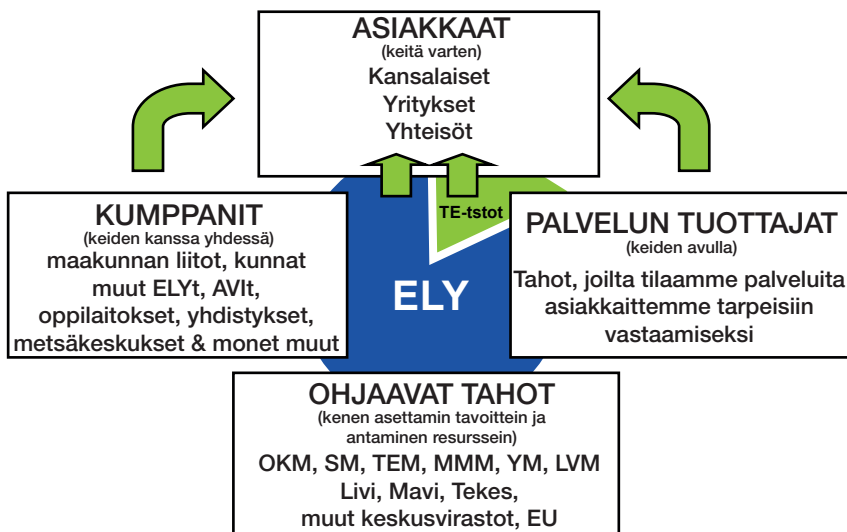 ASIAKKAAT
(keitä varten)
Kansalaiset
Yritykset
Yhteisöt
TE-tstot
KUMPPANIT
(keiden kanssa yhdessä)
maakunnan liitot, kunnat
muut ELYt, AVIt,
oppilaitokset, yhdistykset,
metsäkeskukset & monet muut
ELY
PALVELUN TUOTTAJAT
(keiden avulla)
Tahot, joilta tilaamme palveluita
asiakkaittemme tarpeisiin
vastaamiseksi
OHJAAVAT TAHOT
(kenen asettamin tavoittein ja
antaminen resurssein)
OKM, SM, TEM, MMM, YM, LVM
Livi, Mavi, Tekes,
muut keskusvirastot, EU